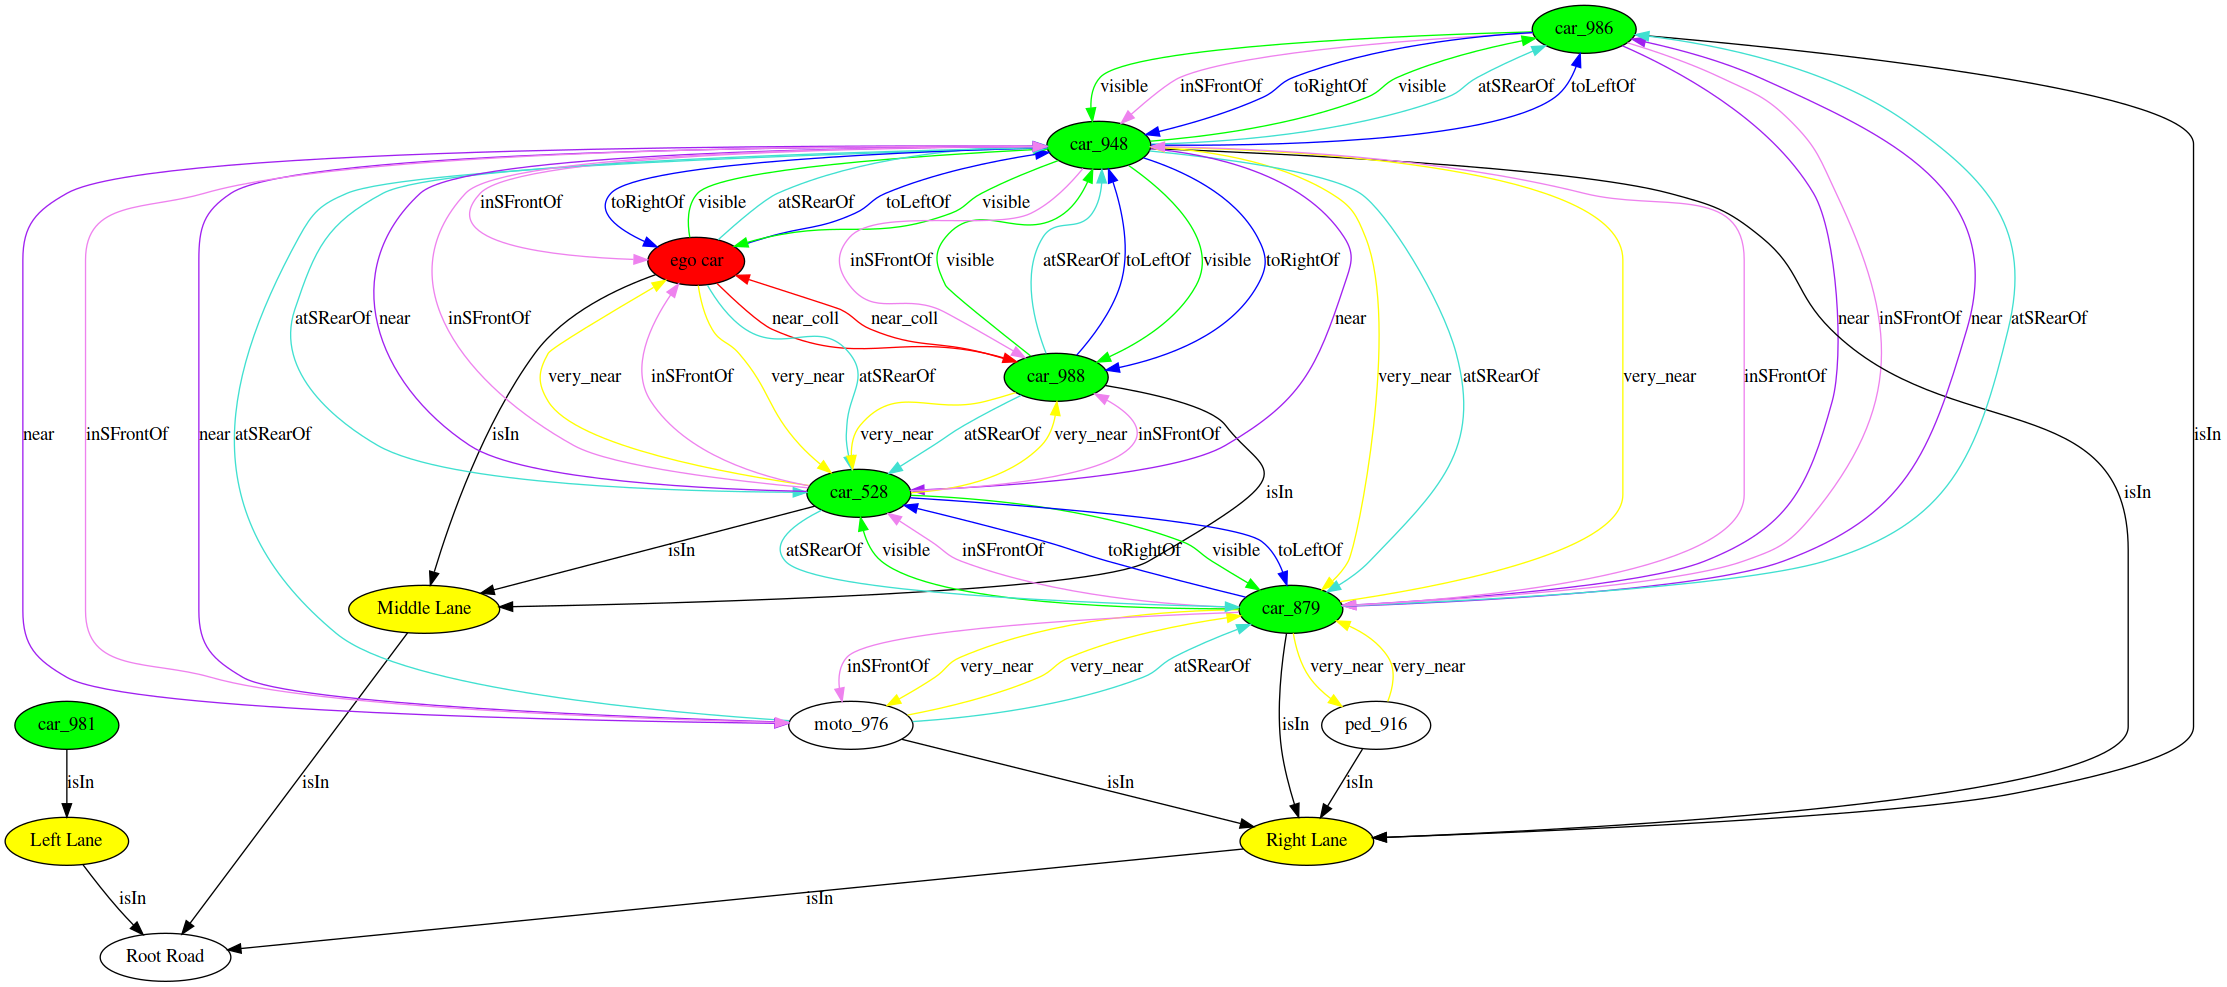 car_986
visible
inSFrontOf
toRightOf
visible
atSRearOf
toLeftOf
car_948
inSFrontOf
toRightOf
visible
atSRearOf
toLeftOf
visible
ego car
inSFrontOf
visible
atSRearOf
toLeftOf
visible
toRightOf
atSRearOf
near
inSFrontOf
near_coll
near_coll
near
near
inSFrontOf
near
atSRearOf
very_near
inSFrontOf
very_near
atSRearOf
car_988
very_near
atSRearOf
very_near
inSFrontOf
near
inSFrontOf
near
atSRearOf
isIn
very_near
atSRearOf
very_near
inSFrontOf
isIn
car_528
isIn
isIn
isIn
atSRearOf
visible
inSFrontOf
toRightOf
visible
toLeftOf
Middle Lane
car_879
inSFrontOf
very_near
very_near
atSRearOf
very_near
very_near
car_981
moto_976
isIn
ped_916
isIn
isIn
isIn
isIn
Left Lane
Right Lane
isIn
isIn
Root Road